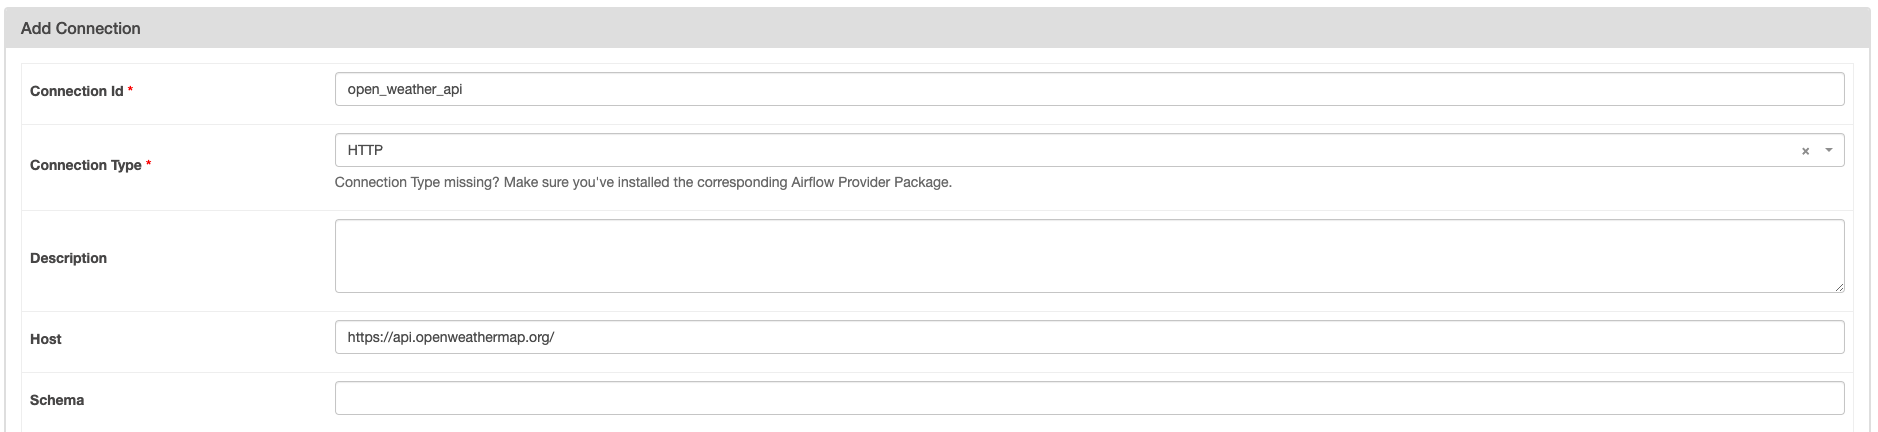 Add Connection
Connection Id *
open_weather_api
Connection Type *
HTTP
× 
Connection Type missing? Make sure you've installed the corresponding Airflow Provider Package.
Description
Host
https://api.openweathermap.org/
Schema